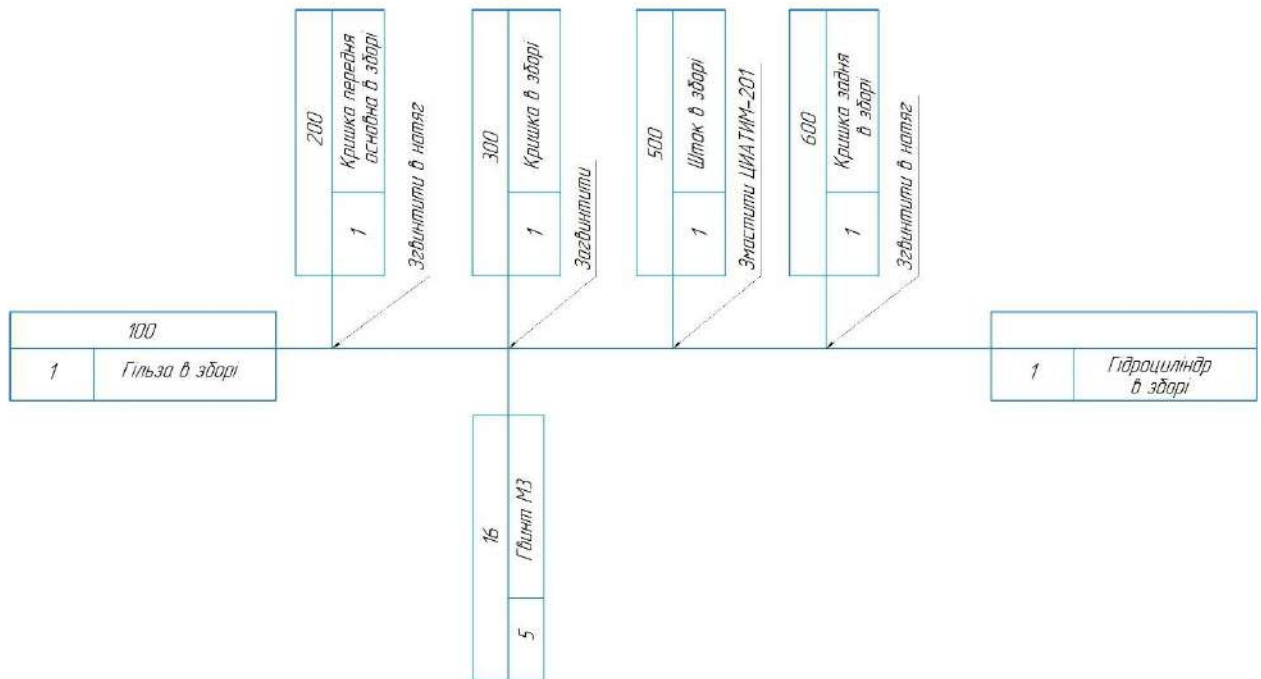 200
Кришка передня
основна в зборі
1
Згвинтити в натяг
300
Кришка в зборі
1
Загвинтити
500
Шток в зборі
1
Змастити ЦИАТИМ-201
600
Кришка задня
в зборі
1
Згвинтити в натяг
100
1
Гільза в зборі
1
Гідроциліндр
в зборі
16
Гвинт М3
5